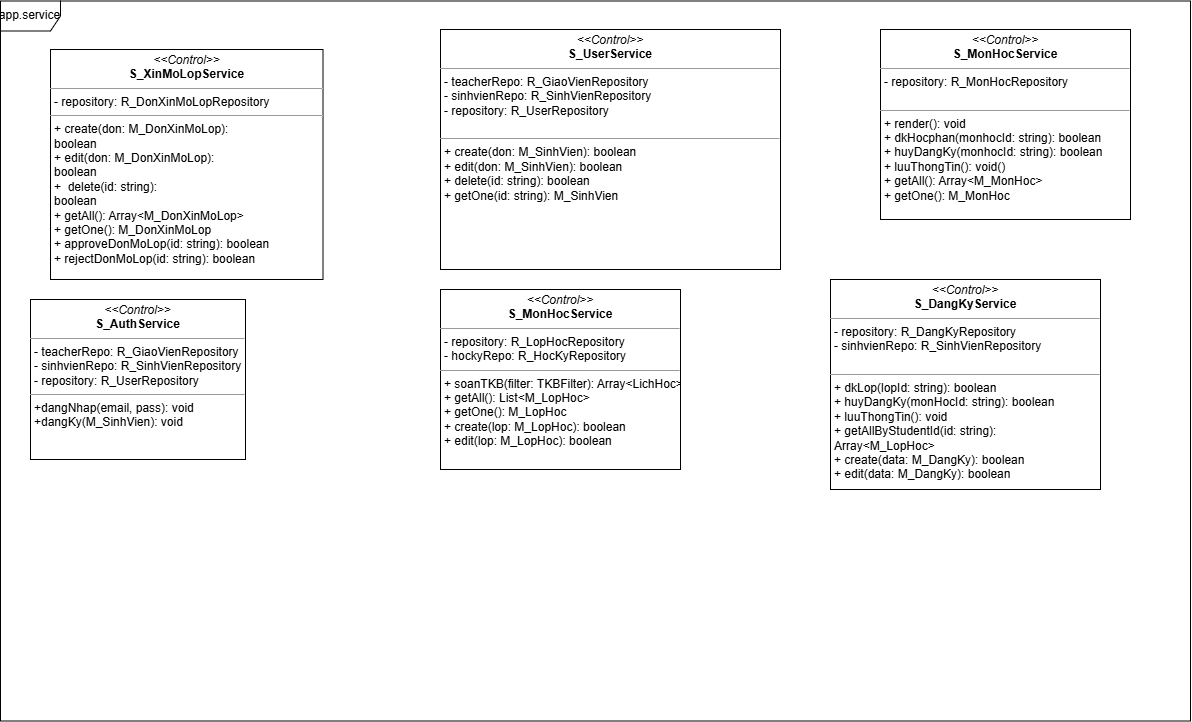 app.service
<<Control>>
S_XinMoLopService
- repository: R_DonXinMoLopRepository
+ create(don: M_DonXinMoLop):
boolean
+ edit(don: M_DonXinMoLop):
boolean
+  delete(id: string):
boolean
+ getAll(): Array<M_DonXinMoLop>
+ getOne(): M_DonXinMoLop
+ approveDonMoLop(id: string): boolean
+ rejectDonMoLop(id: string): boolean
<<Control>>
S_UserService
- teacherRepo: R_GiaoVienRepository
- sinhvienRepo: R_SinhVienRepository
- repository: R_UserRepository
+ create(don: M_SinhVien): boolean
+ edit(don: M_SinhVien): boolean
+ delete(id: string): boolean
+ getOne(id: string): M_SinhVien
<<Control>>
S_MonHocService
- repository: R_MonHocRepository
+ render(): void
+ dkHocphan(monhocId: string): boolean
+ huyDangKy(monhocId: string): boolean
+ luuThongTin(): void()
+ getAll(): Array<M_MonHoc>
+ getOne(): M_MonHoc
<<Control>>
S_AuthService
- teacherRepo: R_GiaoVienRepository
- sinhvienRepo: R_SinhVienRepository
- repository: R_UserRepository
+dangNhap(email, pass): void
+dangKy(M_SinhVien): void
<<Control>>
S_MonHocService
- repository: R_LopHocRepository
- hockyRepo: R_HocKyRepository
+ soanTKB(filter: TKBFilter): Array<LichHoc>
+ getAll(): List<M_LopHoc>
+ getOne(): M_LopHoc
+ create(lop: M_LopHoc): boolean
+ edit(lop: M_LopHoc): boolean
<<Control>>
S_DangKyService
- repository: R_DangKyRepository
- sinhvienRepo: R_SinhVienRepository
+ dkLop(lopId: string): boolean
+ huyDangKy(monHocId: string): boolean
+ luuThongTin(): void
+ getAllByStudentId(id: string):
Array<M_LopHoc>
+ create(data: M_DangKy): boolean
+ edit(data: M_DangKy): boolean